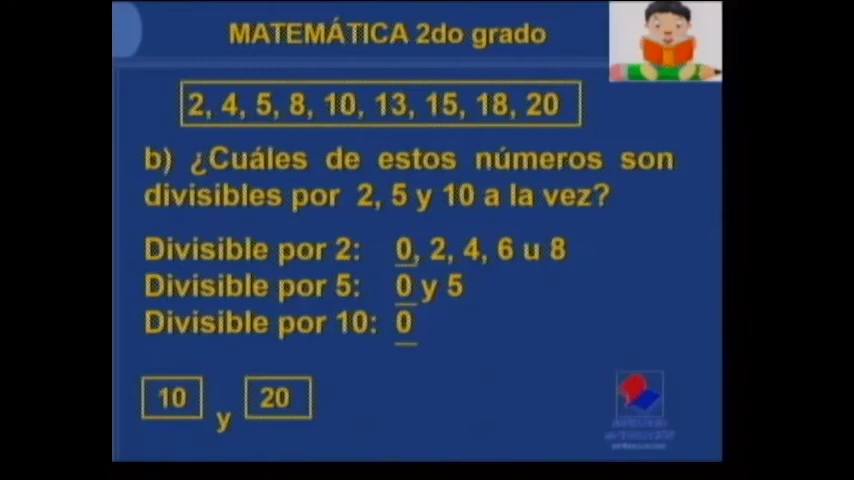 MATEMÁTICA 2do grado
2, 4, 5, 8, 10, 13, 15, 18, 20
b) ¿Cuáles de estos números son
divisibles por 2, 5 y 10 a la vez?
Divisible por 2: 0, 2, 4, 6 u 8
Divisible por 5: 0 y 5
Divisible por 10: 0
10 y 20